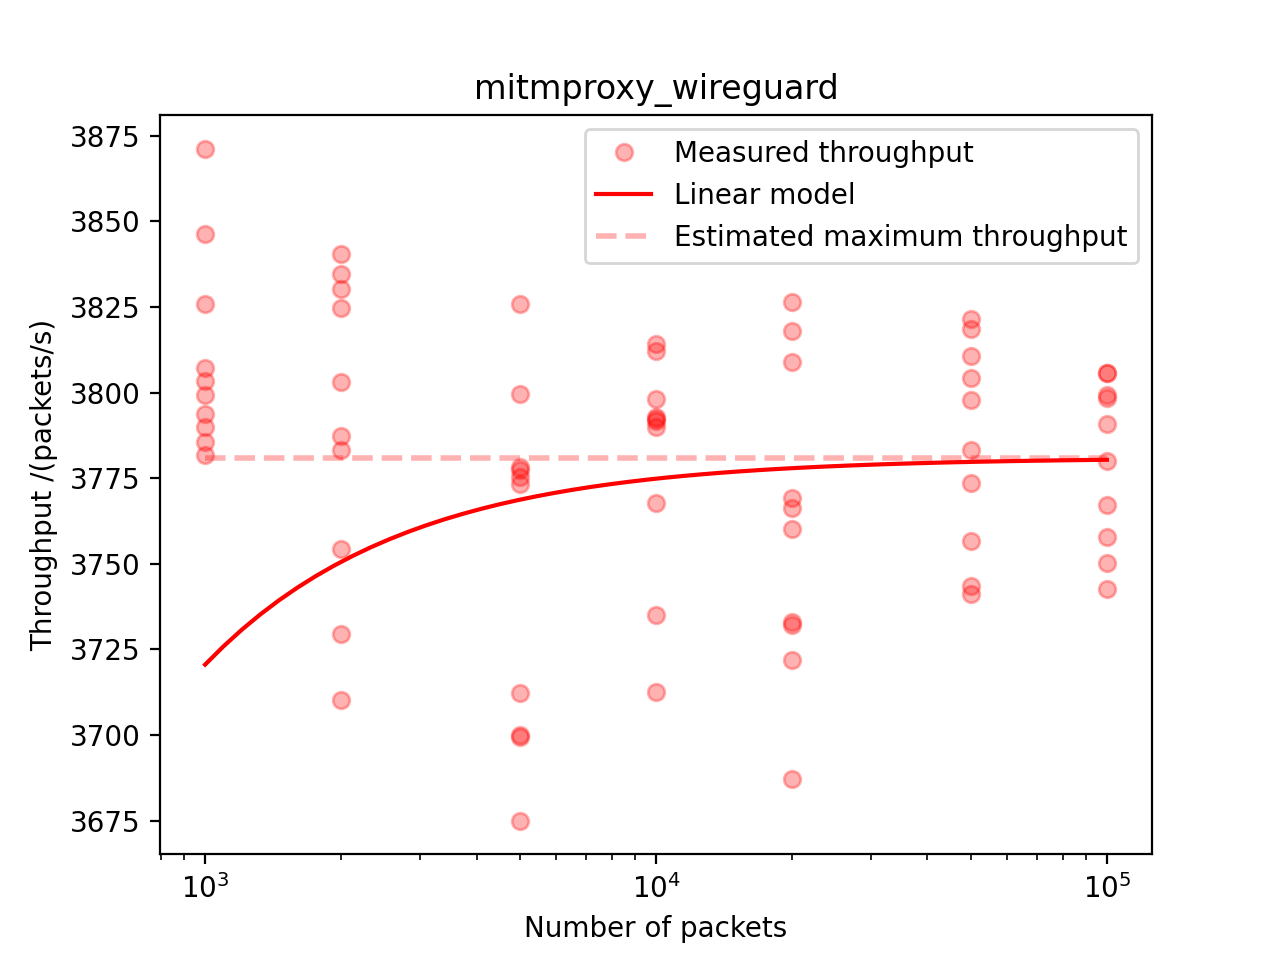 mitmproxy_wireguard
Measured throughput
Linear model
Estimated maximum throughput
Throughput /(packets/s)
3875
3850
3825
3800
3775
3750
3725
3700
3675
10³
10⁴
10⁵
Number of packets